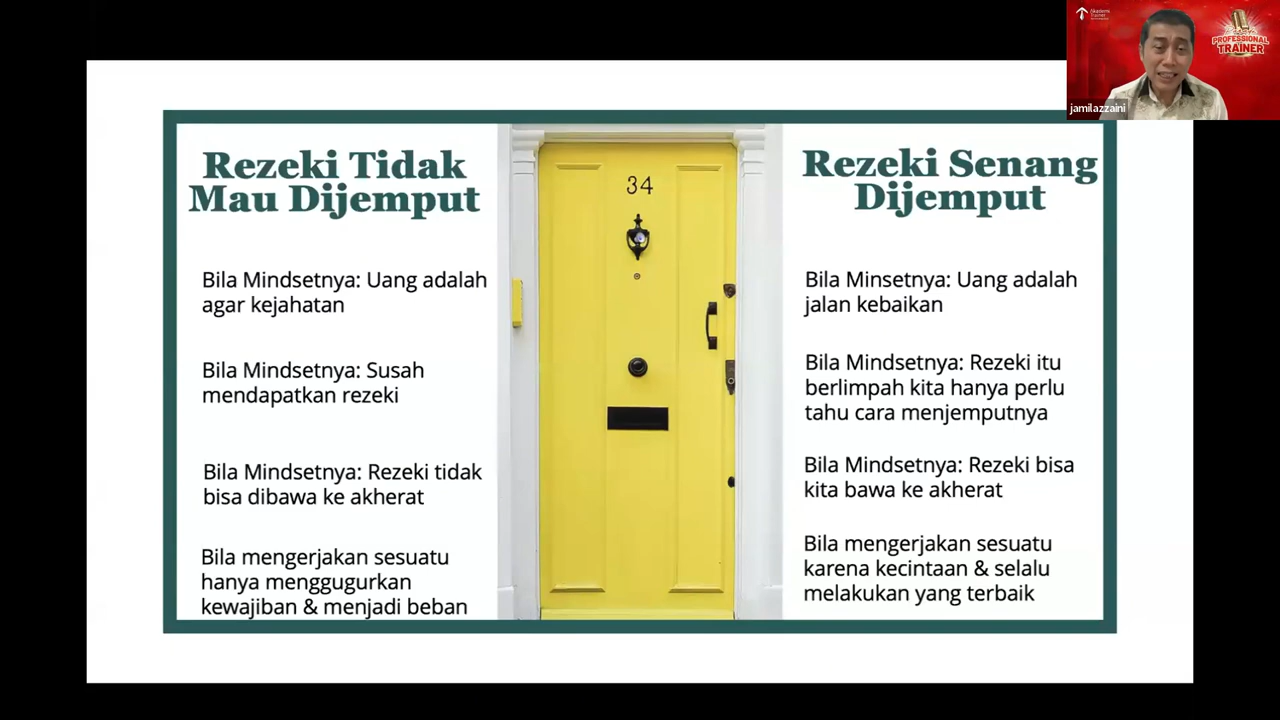 Akademi
Trainer
PROFESSIONAL
TRAINER
jamilazzaini
Rezeki Tidak
Mau Dijemput
Bila Mindsetnya: Uang adalah
agar kejahatan
Bila Mindsetnya: Susah
mendapatkan rezeki
Bila Mindsetnya: Rezeki tidak
bisa dibawa ke akherat
Bila mengerjakan sesuatu
hanya menggugurkan
kewajiban & menjadi beban
34
Rezeki Senang
Dijemput
Bila Minsetnya: Uang adalah
jalan kebaikan
Bila Mindsetnya: Rezeki itu
berlimpah kita hanya perlu
tahu cara menjemputnya
Bila Mindsetnya: Rezeki bisa
kita bawa ke akherat
Bila mengerjakan sesuatu
karena kecintaan & selalu
melakukan yang terbaik